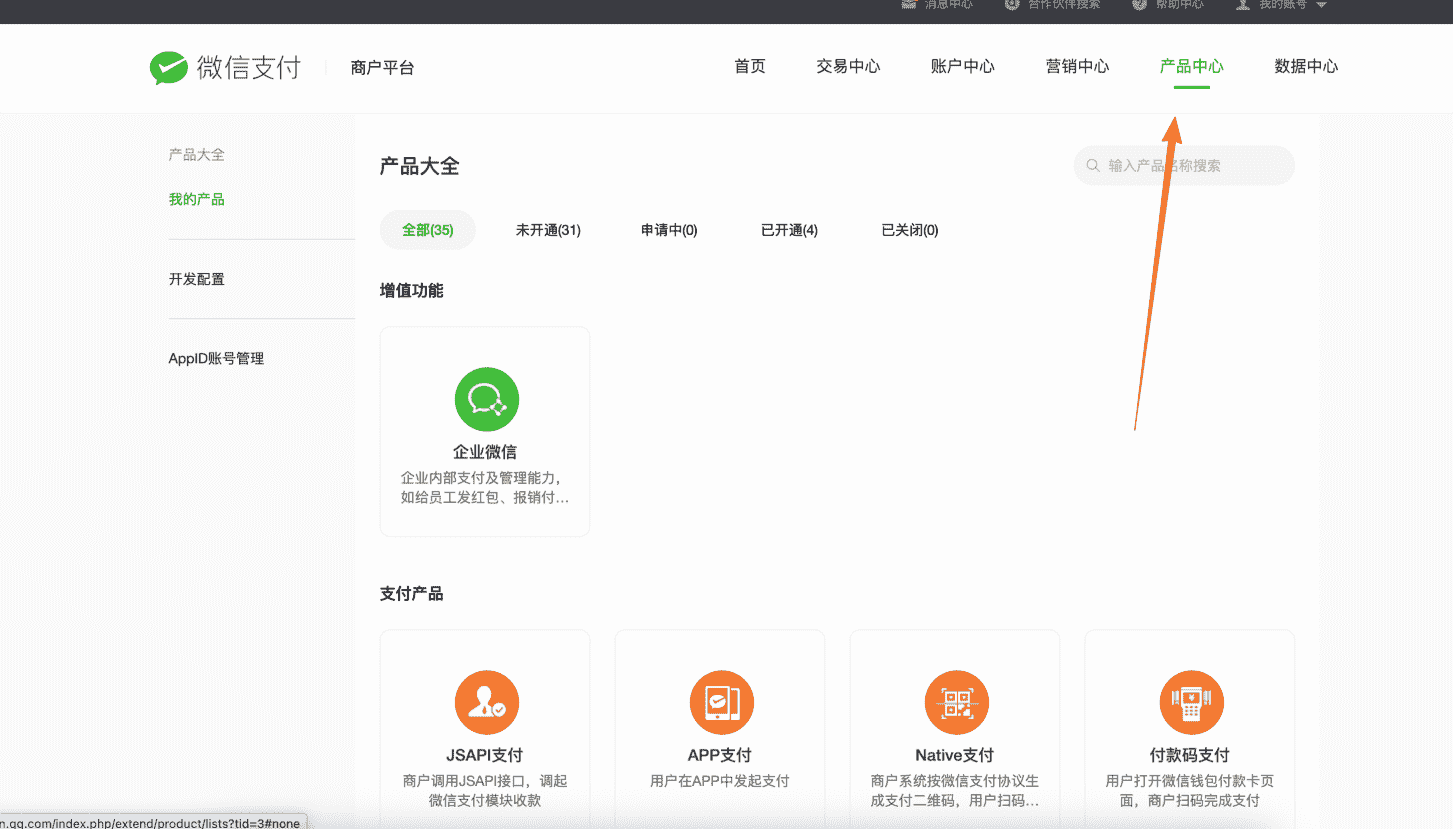 消息中心
合作伙伴搜索
帮助中心
我的账号
微信支付
商户平台
首页
交易中心
账户中心
营销中心
产品中心
数据中心
产品大全
我的产品
开发配置
AppID账号管理
产品大全
输入产品名称搜索
全部(35)
未开通(31)
申请中(0)
已开通(4)
已关闭(0)
增值功能
企业微信
企业内部支付及管理能力，
如给员工发红包、报销付...
支付产品
JSAPI支付
商户调用JSAPI接口，调起
微信支付模块收款
APP支付
用户在APP中发起支付
Native支付
商户系统按微信支付协议生
成支付二维码，用户扫码...
付款码支付
用户打开微信钱包付款卡页
面，商户扫码完成支付
n.qq.com/index.php/extend/product/lists?tid=3#none